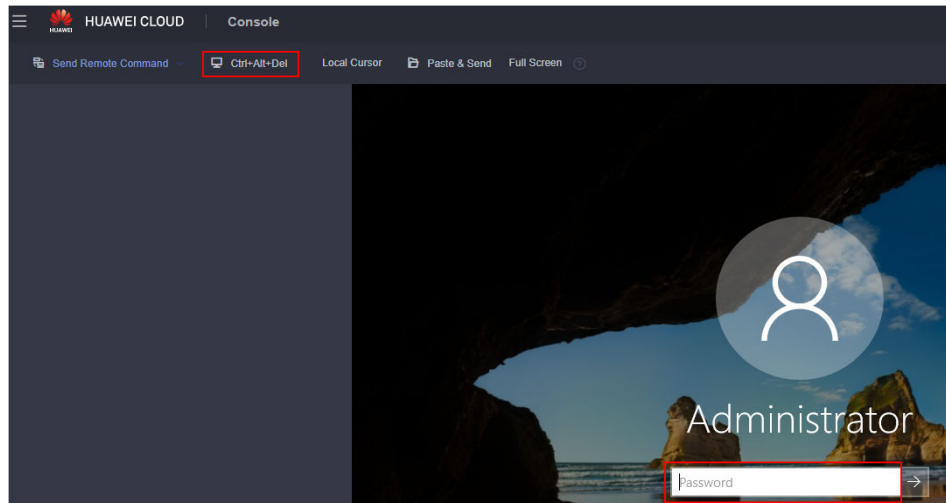 HUAWEI HUAWEI CLOUD Console
Send Remote Command Ctrl+Alt+Del Local Cursor Paste & Send Full Screen ?
Administrator
Password